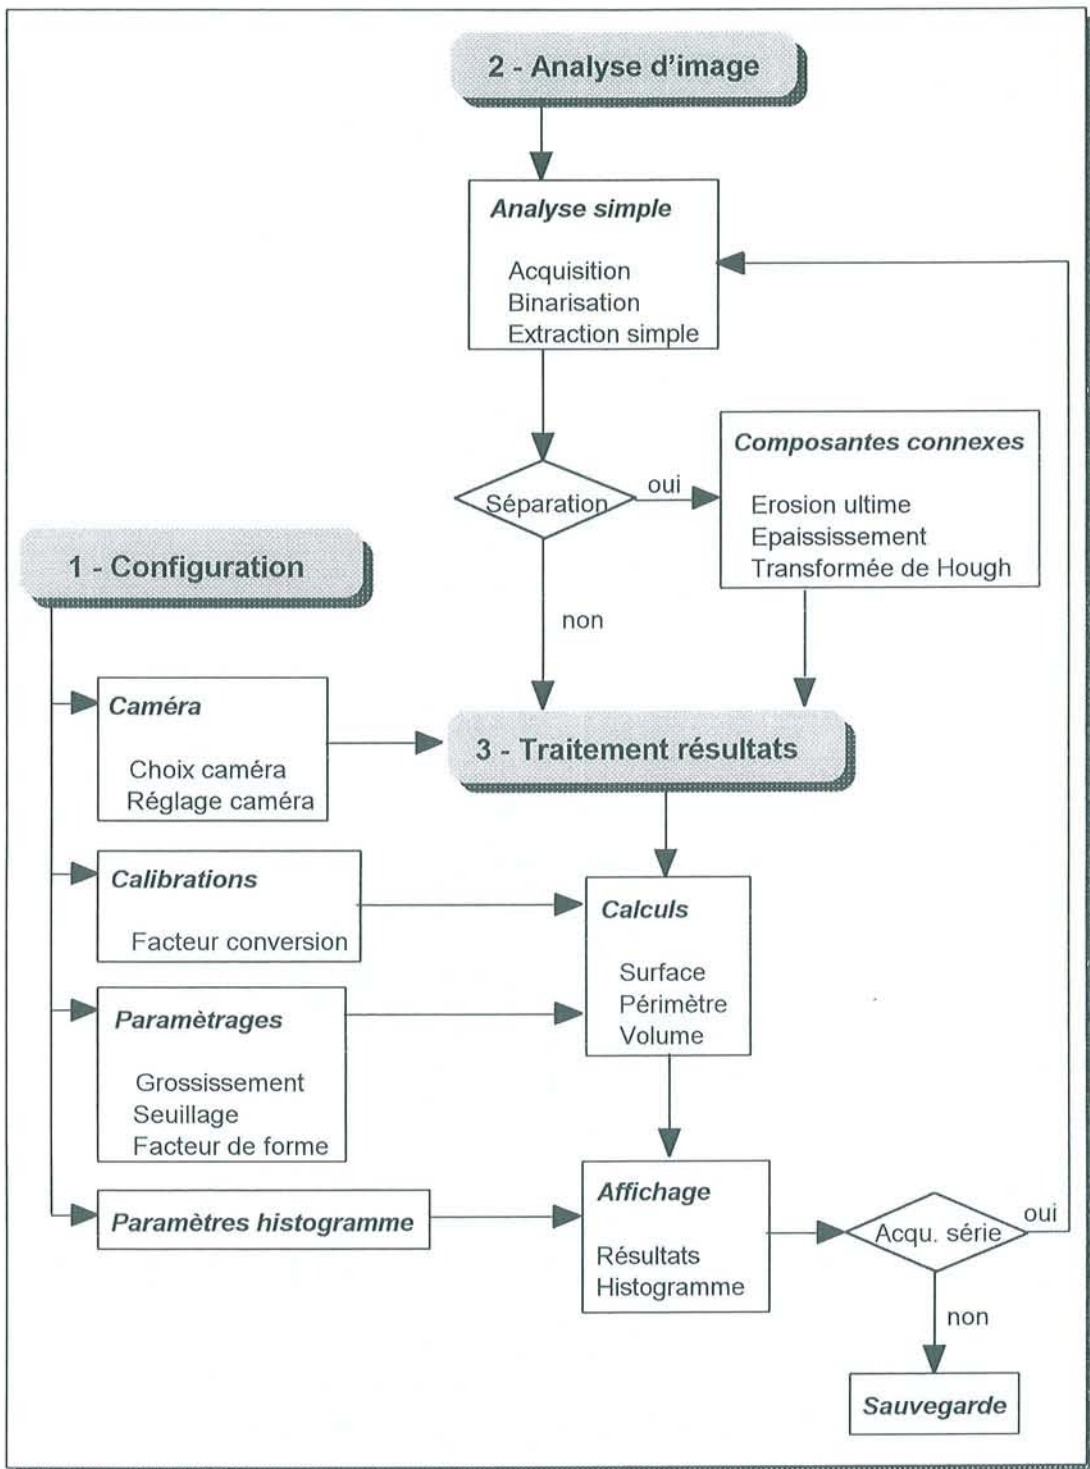 2 - Analyse d'image
Analyse simple
Acquisition
Binarisation
Extraction simple
Séparation
oui
Composantes connexes
Erosion ultime
Epaississement
Transformée de Hough
non
1 - Configuration
Caméra
Choix caméra
Réglage caméra
3 - Traitement résultats
Calibrations
Facteur conversion
Calculs
Surface
Périmètre
Volume
Paramètrages
Grossissement
Seuillage
Facteur de forme
Paramètres histogramme
Affichage
Résultats
Histogramme
Acqu. série
oui
non
Sauvegarde